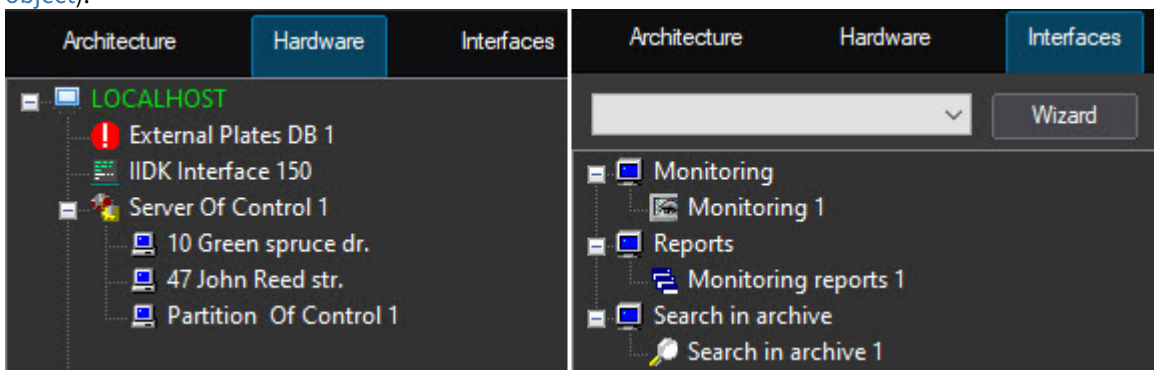 object).
Architecture Hardware Interfaces
LOCALHOST
External Plates DB 1
IIDK Interface 150
Server Of Control 1
10 Green spruce dr.
47 John Reed str.
Partition Of Control 1
Architecture Hardware Interfaces
Wizard
Monitoring
Monitoring 1
Reports
Monitoring reports 1
Search in archive
Search in archive 1